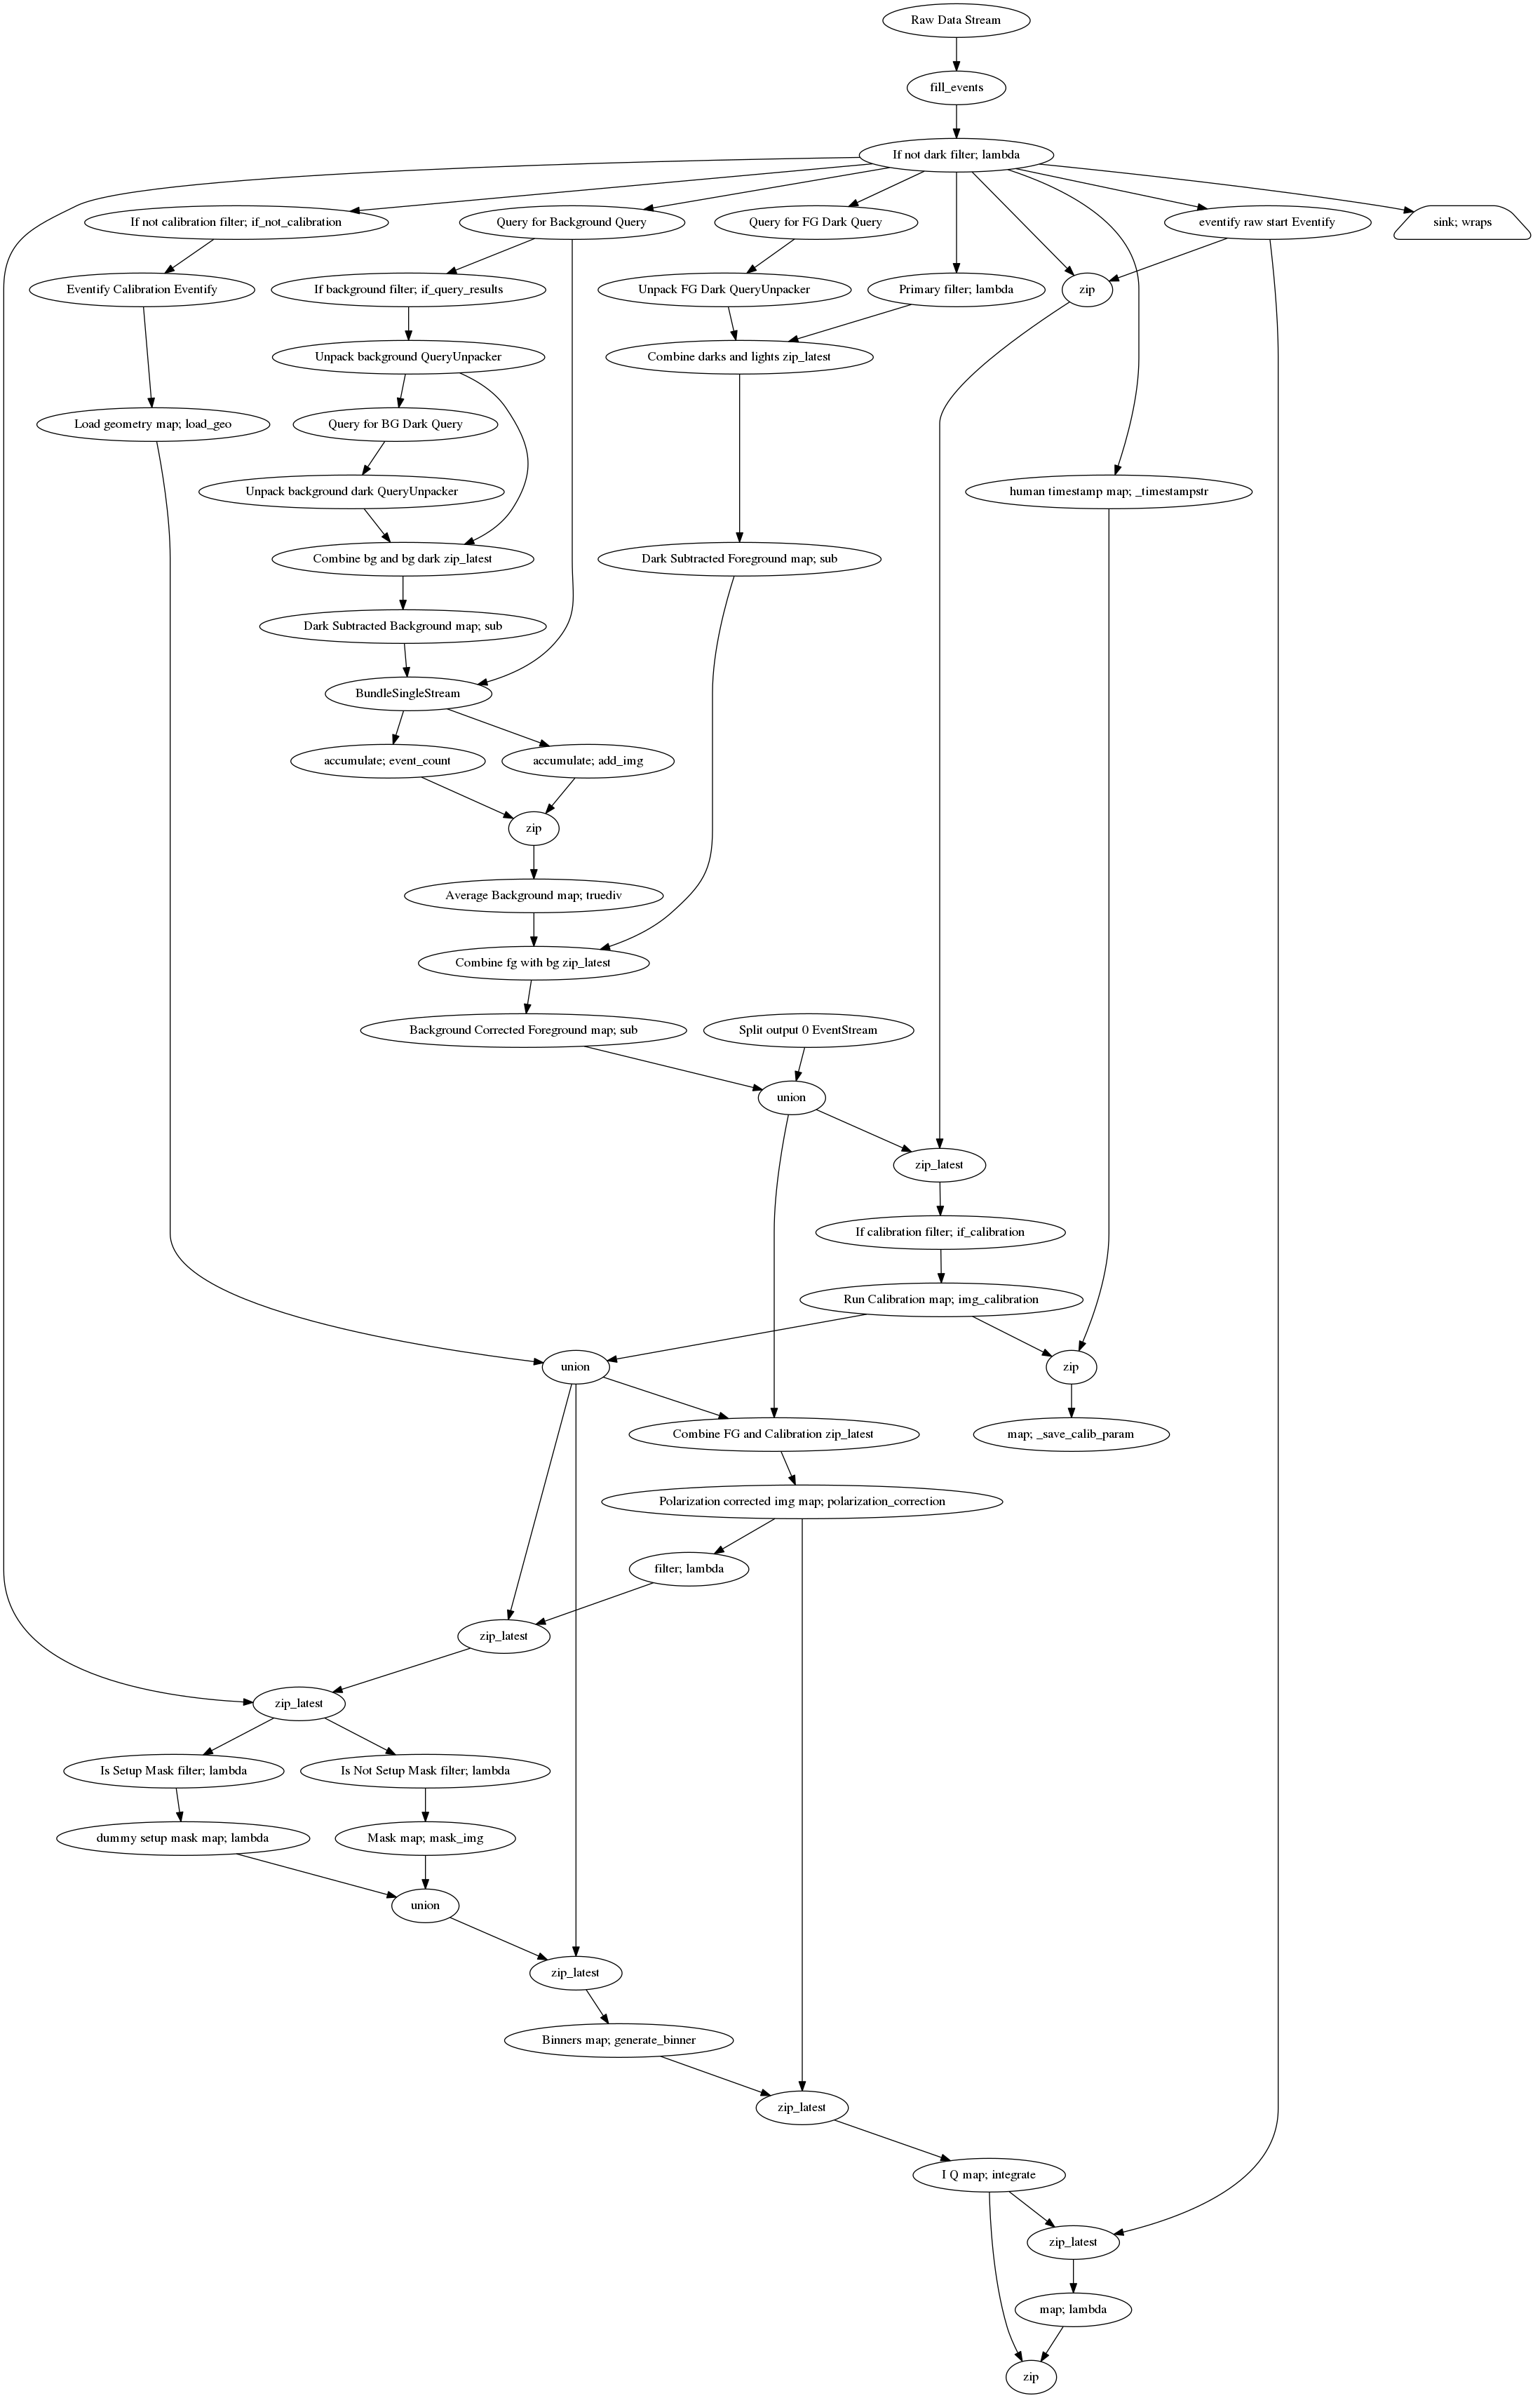 Raw Data Stream
fill_events
If not dark filter; lambda
If not calibration filter; if_not_calibration
Query for Background Query
Query for FG Dark Query
eventify raw start Eventify
sink; wraps
Eventify Calibration Eventify
If background filter; if_query_results
Unpack FG Dark QueryUnpacker
Primary filter; lambda
zip
Unpack background QueryUnpacker
Combine darks and lights zip_latest
Load geometry map; load_geo
Query for BG Dark Query
Unpack background dark QueryUnpacker
human timestamp map; _timestampstr
Combine bg and bg dark zip_latest
Dark Subtracted Foreground map; sub
Dark Subtracted Background map; sub
BundleSingleStream
accumulate; event_count
accumulate; add_img
zip
Average Background map; truediv
Combine fg with bg zip_latest
Background Corrected Foreground map; sub
Split output 0 EventStream
union
zip_latest
If calibration filter; if_calibration
Run Calibration map; img_calibration
union
zip
Combine FG and Calibration zip_latest
map; _save_calib_param
Polarization corrected img map; polarization_correction
filter; lambda
zip_latest
zip_latest
Is Setup Mask filter; lambda
Is Not Setup Mask filter; lambda
dummy setup mask map; lambda
Mask map; mask_img
union
zip_latest
Binners map; generate_binner
zip_latest
I Q map; integrate
zip_latest
map; lambda
zip